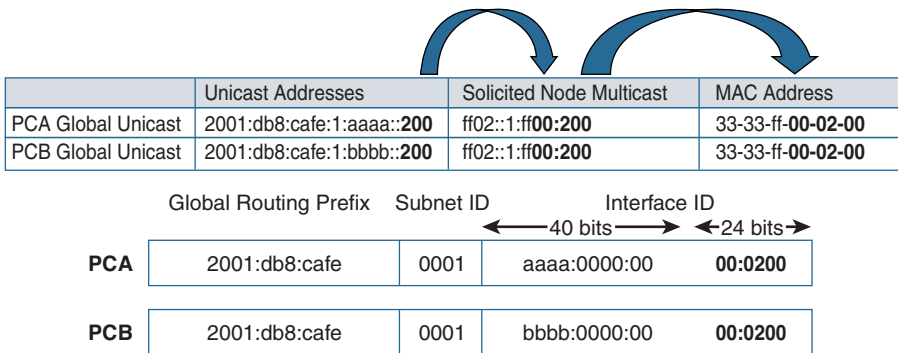 Unicast Addresses Solicited Node Multicast MAC Address
PCA Global Unicast 2001:db8:cafe:1:aaaa::200 ff02::1:ff00:200 33-33-ff-00-02-00
PCB Global Unicast 2001:db8:cafe:1:bbbb::200 ff02::1:ff00:200 33-33-ff-00-02-00
Global Routing Prefix Subnet ID Interface ID
40 bits 24 bits
PCA 2001:db8:cafe 0001 aaaa:0000:00 00:0200
PCB 2001:db8:cafe 0001 bbbb:0000:00 00:0200